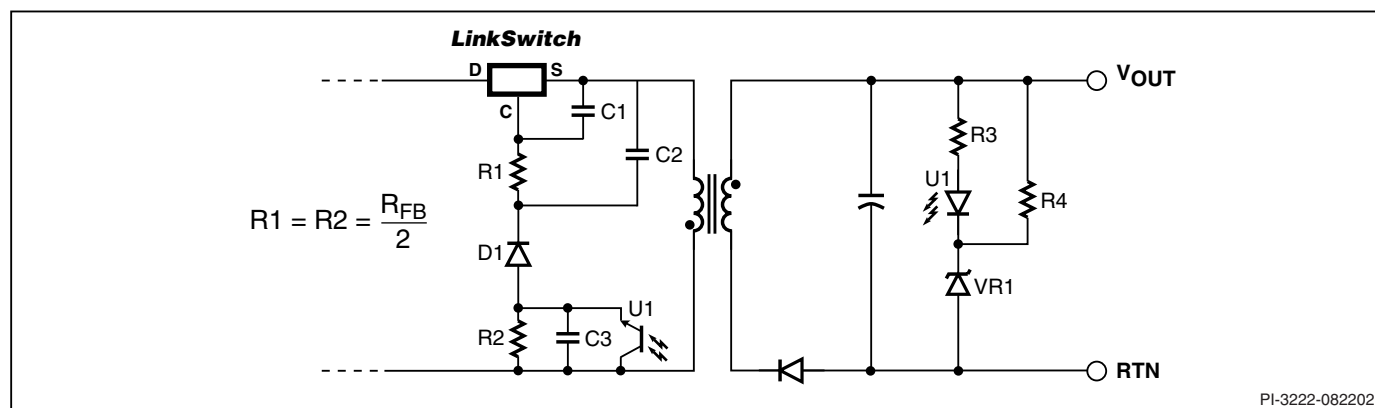 LinkSwitch
D
S
C
C1
C2
R1
R1 = R2 = R_FB / 2
D1
R2
C3
U1
VOUT
R3
U1
R4
VR1
RTN
PI-3222-082202